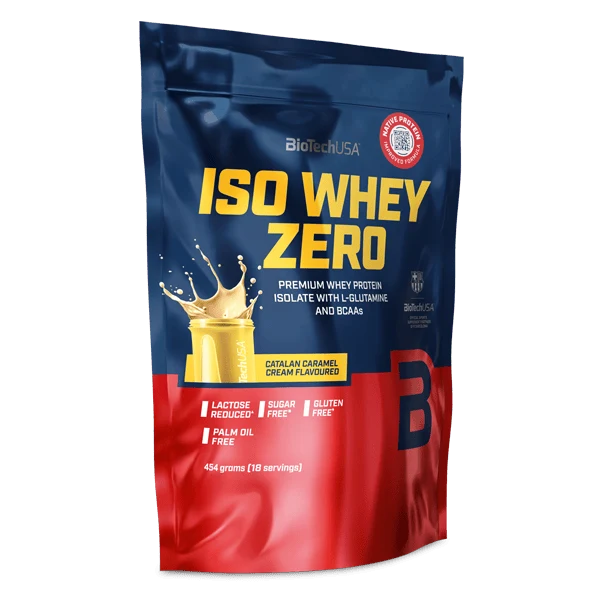 BioTechUSA
NATIVE PROTEIN
IMPROVED FORMULA
ISO WHEY
ZERO
PREMIUM WHEY PROTEIN
ISOLATE WITH L-GLUTAMINE
AND BCAAs
BioTechUSA
TechUSA
CATALAN CARAMEL
CREAM FLAVOURED
LACTOSE
REDUCED^
SUGAR
FREE*
GLUTEN
FREE*
PALM OIL
FREE
B
454 grams (18 servings)